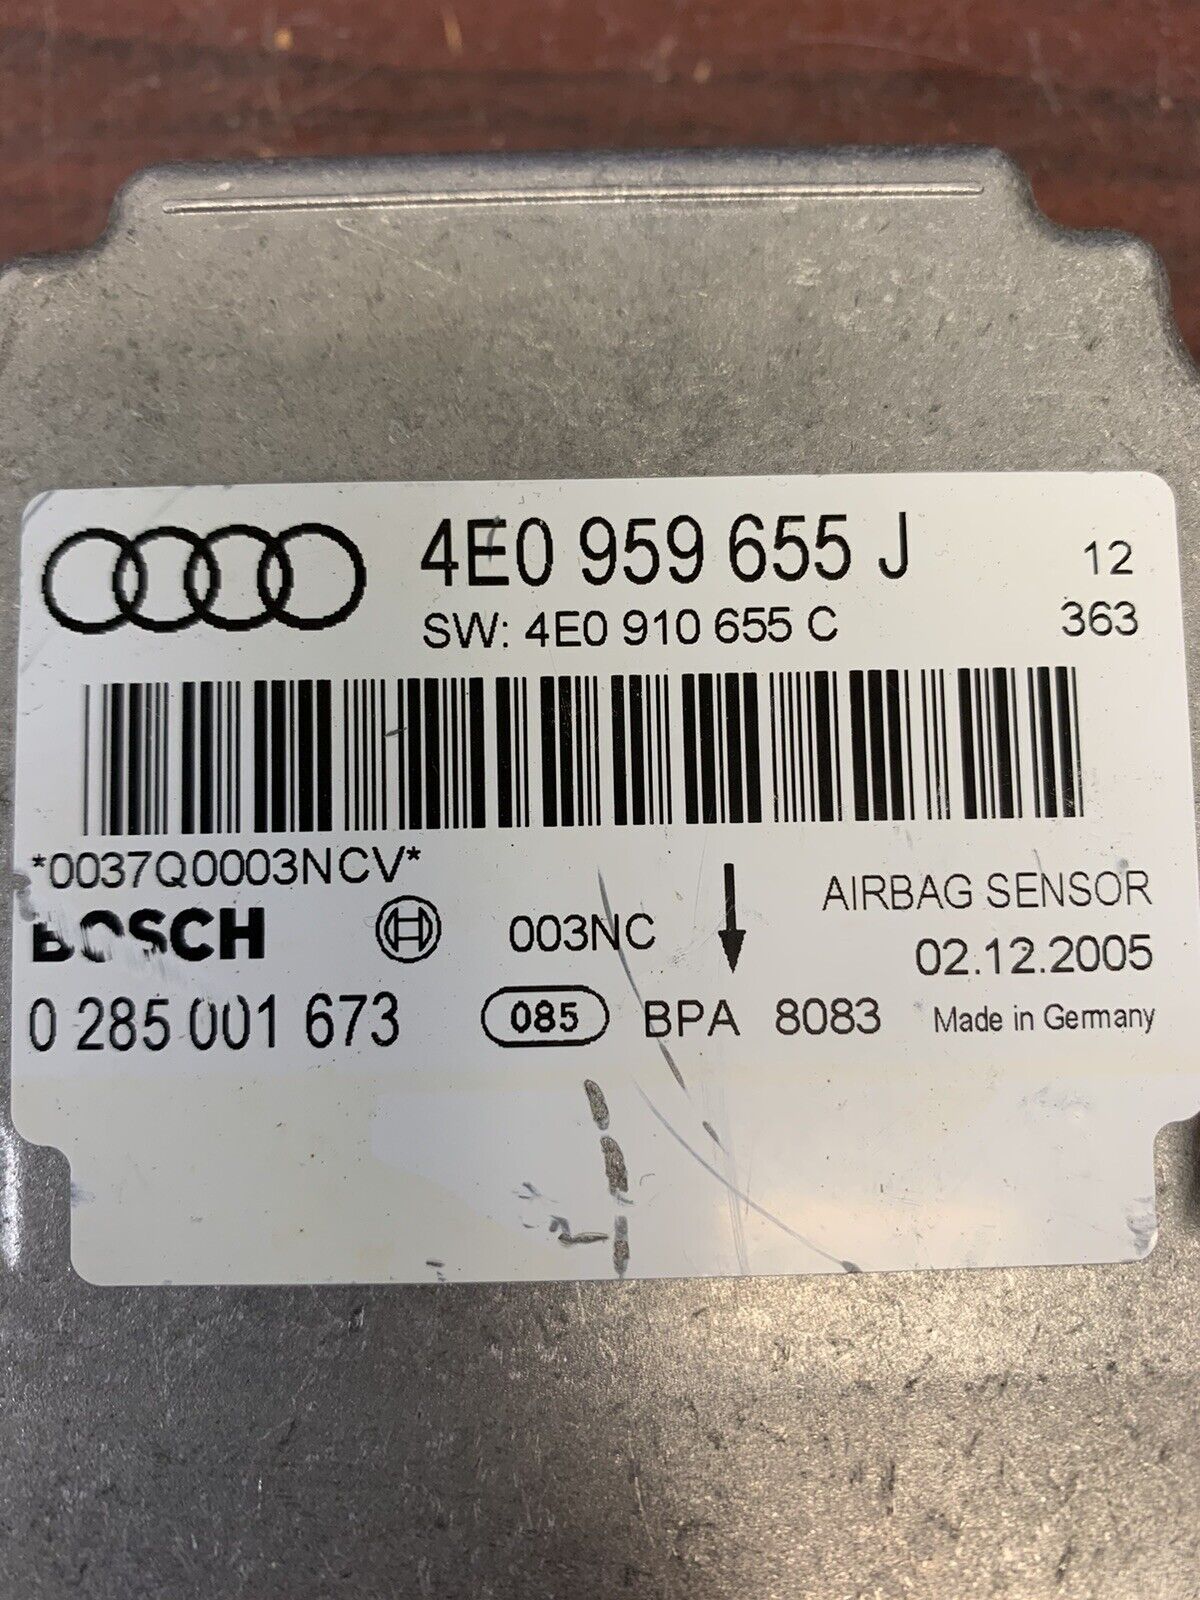 4E0 959 655 J 12
SW: 4E0 910 655 C 363
*0037Q0003NCV*
BOSCH 003NC AIRBAG SENSOR
02.12.2005
0 285 001 673 085 BPA 8083 Made in Germany